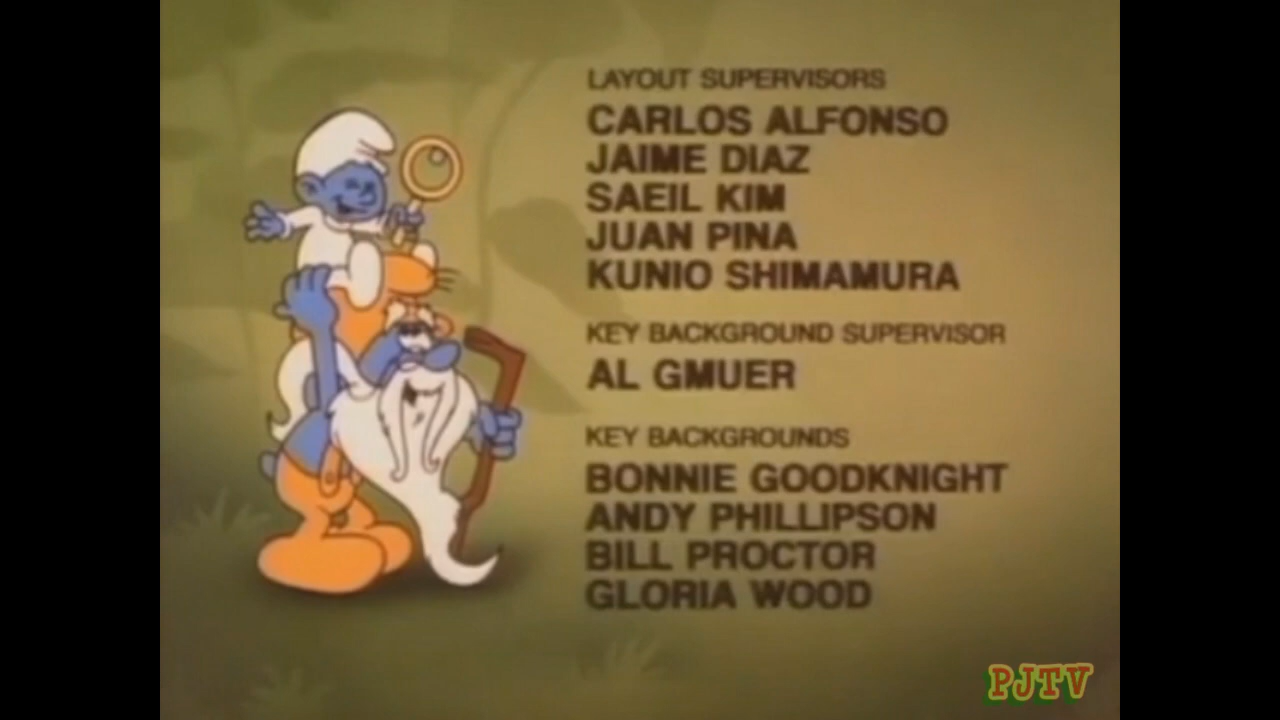 LAYOUT SUPERVISORS
CARLOS ALFONSO
JAIME DIAZ
SAEIL KIM
JUAN PINA
KUNIO SHIMAMURA
KEY BACKGROUND SUPERVISOR
AL GMUER
KEY BACKGROUNDS
BONNIE GOODKNIGHT
ANDY PHILLIPSON
BILL PROCTOR
GLORIA WOOD
PJTV